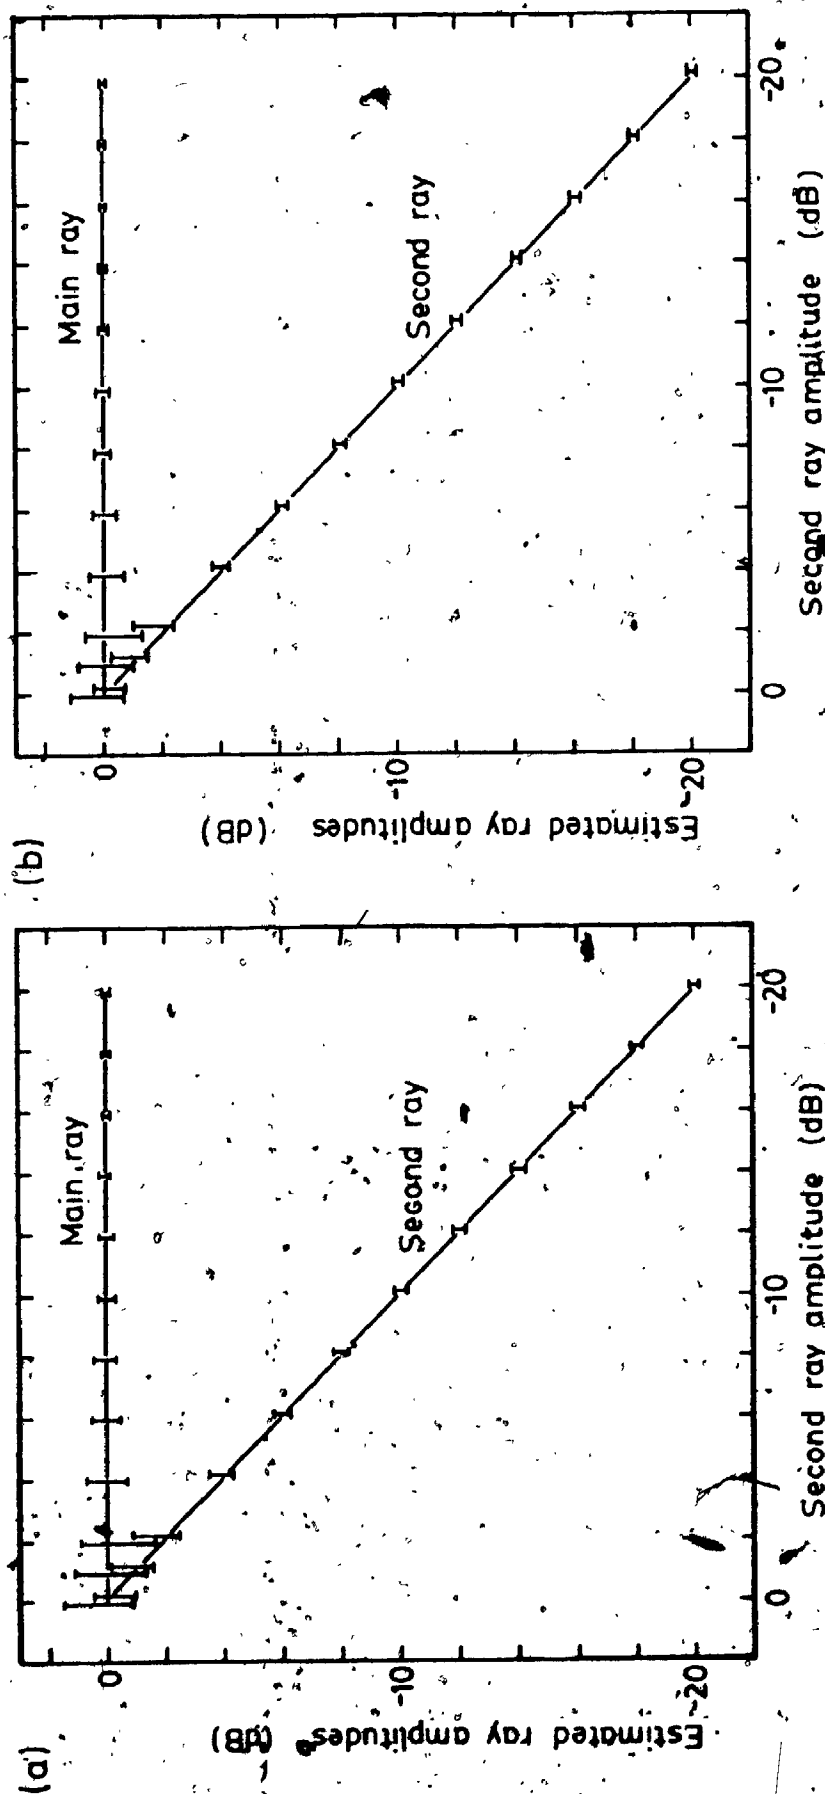 (a)
Estimated ray amplitudes (dB)
0
-10
-20
Main ray
Second ray
0
-10
-20
Second ray amplitude (dB)
(b)
Estimated ray amplitudes (dB)
0
-10
-20
Main ray
Second ray
0
-10
-20
Second ray amplitude (dB)